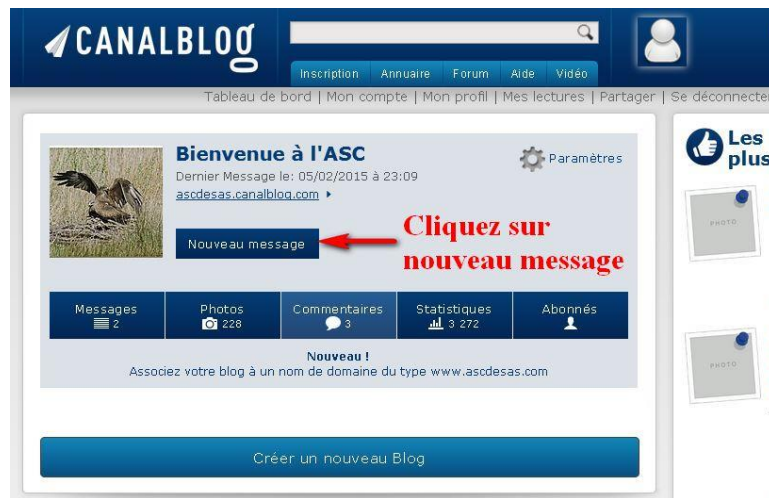 CANALBLOG
Inscription Annuaire Forum Aide Vidéo
Tableau de bord | Mon compte | Mon profil | Mes lectures | Partager | Se déconnecter
Bienvenue à l'ASC
Dernier Message le: 05/02/2015 à 23:09
ascdesas.canalblog.com
Paramètres
Nouveau message
Cliquez sur
nouveau message
Messages
2
Photos
228
Commentaires
3
Statistiques
3 272
Abonnés
Nouveau !
Associez votre blog à un nom de domaine du type www.ascdesas.com
Créer un nouveau Blog
Les
plus
PHOTO
PHOTO